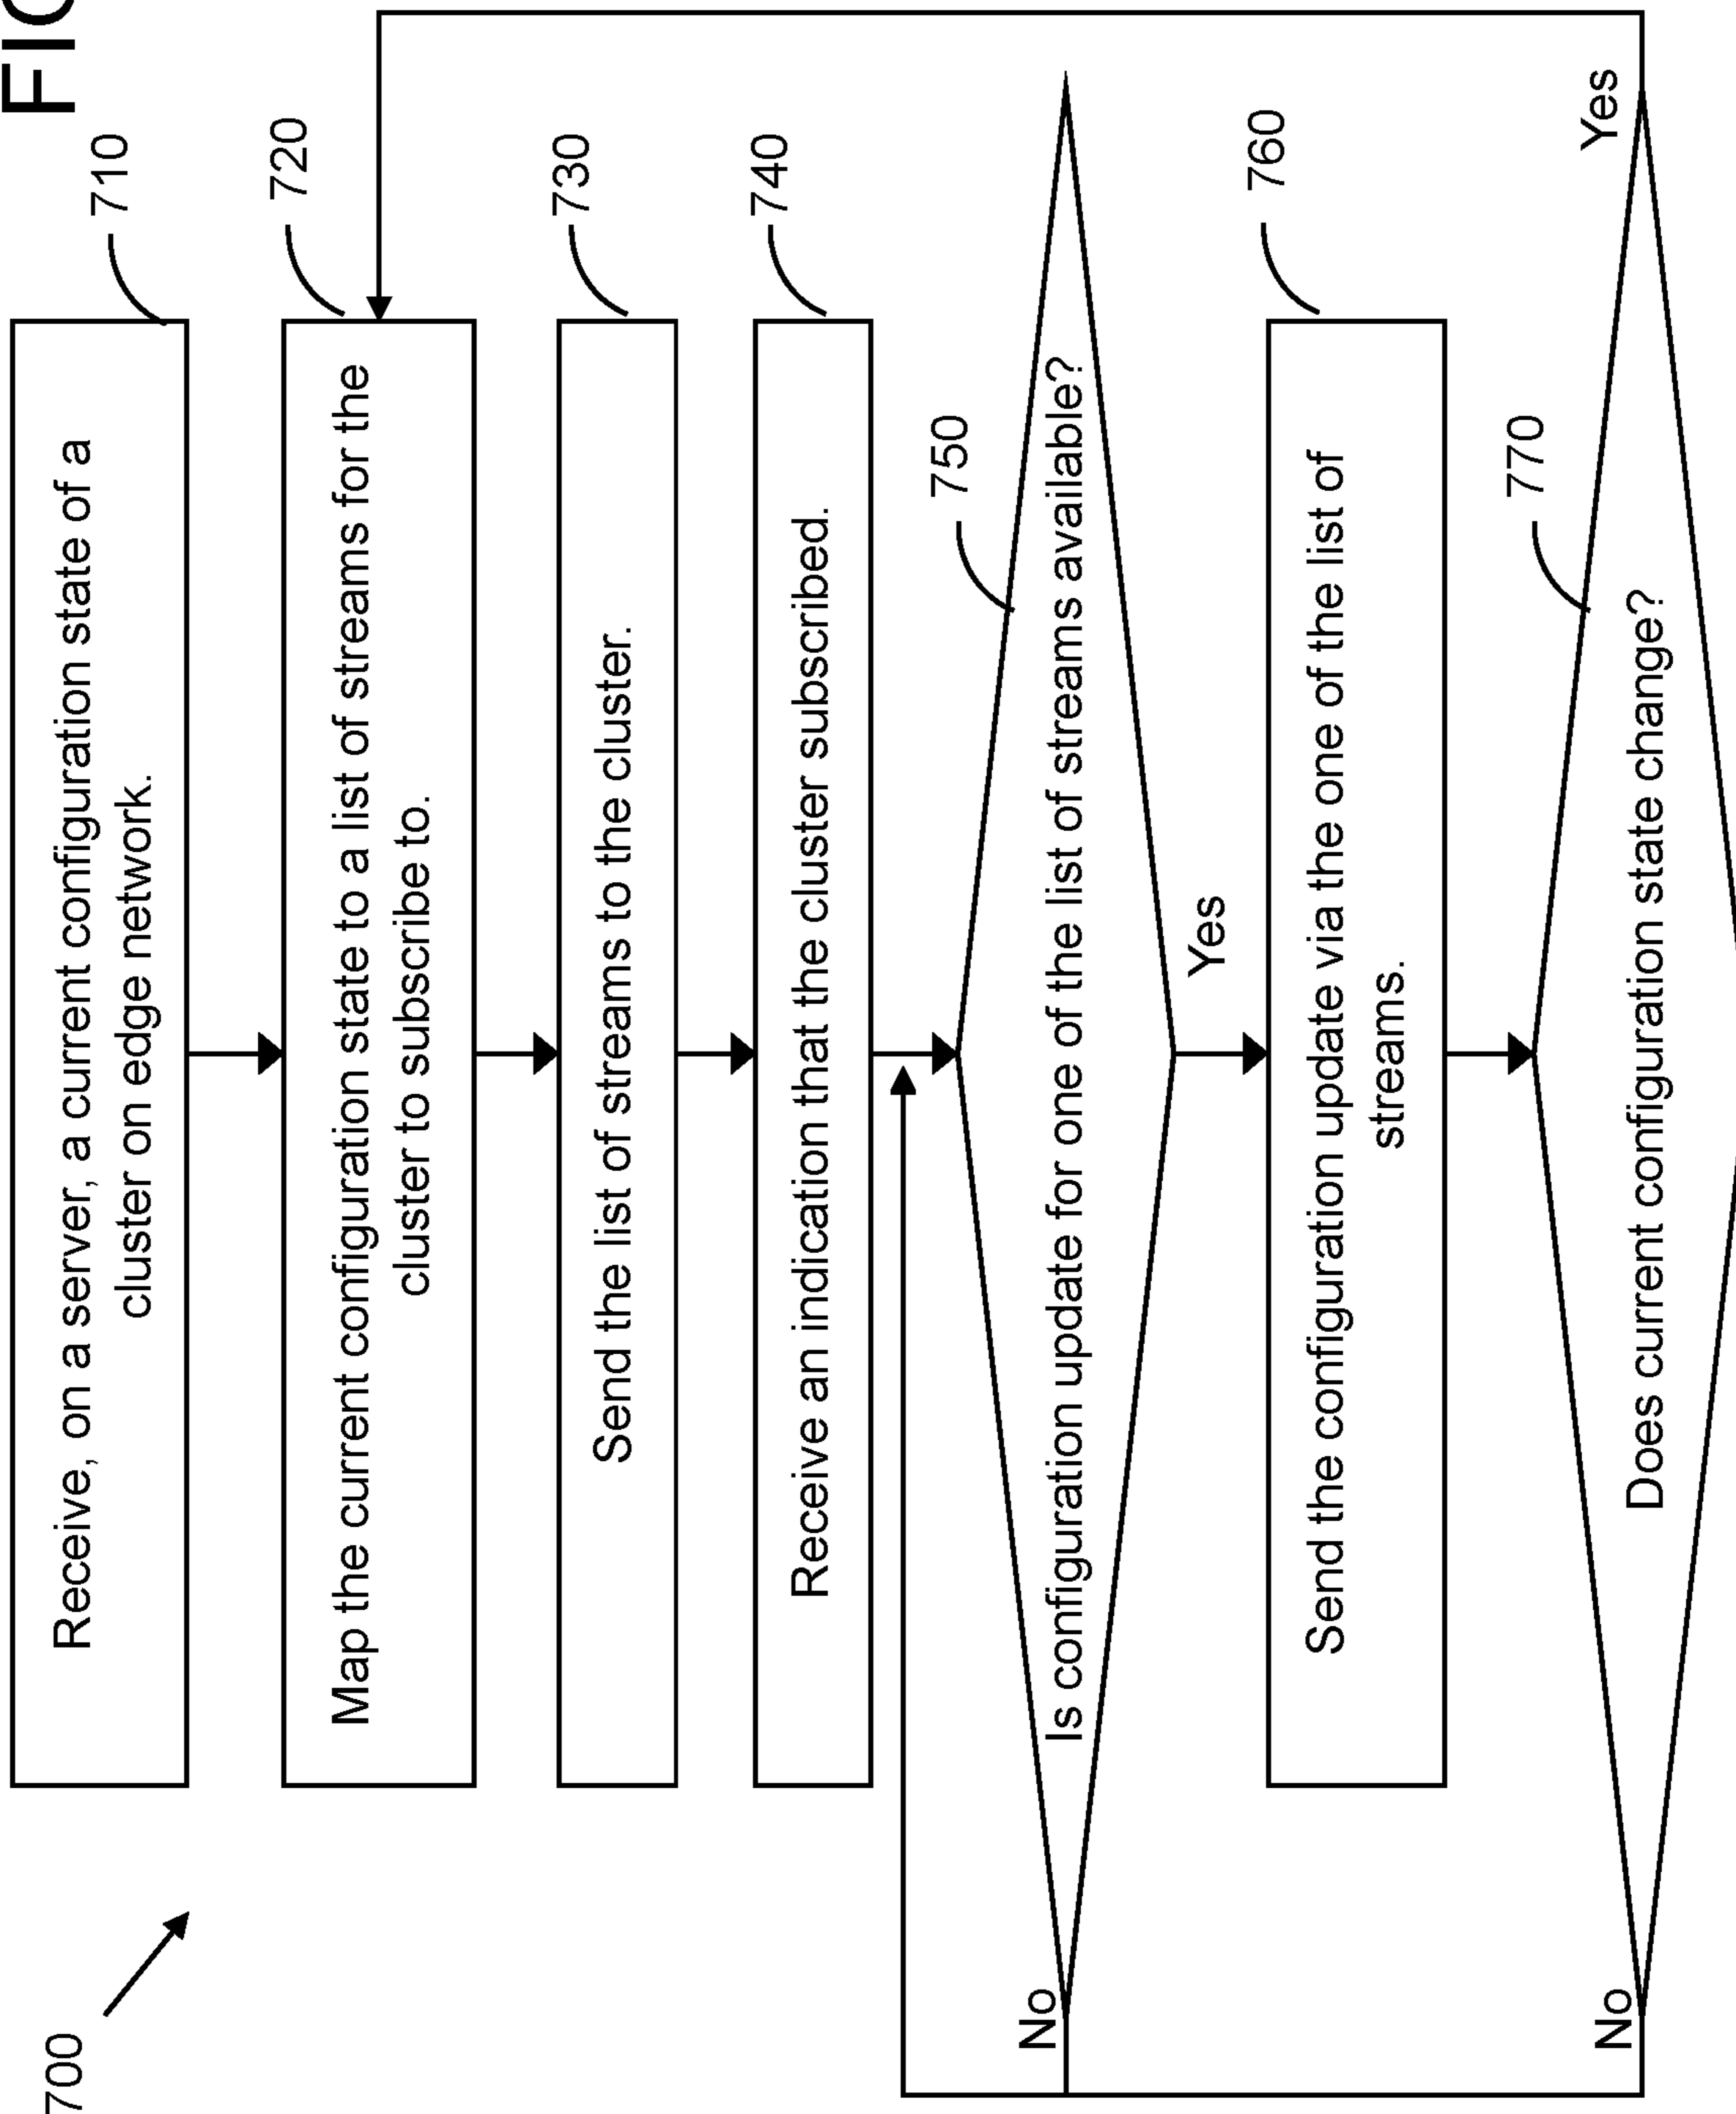 700
FIG
710
Receive, on a server, a current configuration state of a
cluster on edge network.
720
Map the current configuration state to a list of streams for the
cluster to subscribe to.
730
Send the list of streams to the cluster.
740
Receive an indication that the cluster subscribed.
750
Is configuration update for one of the list of streams available?
No
Yes
760
Send the configuration update via the one of the list of
streams.
770
Does current configuration state change?
No
Yes